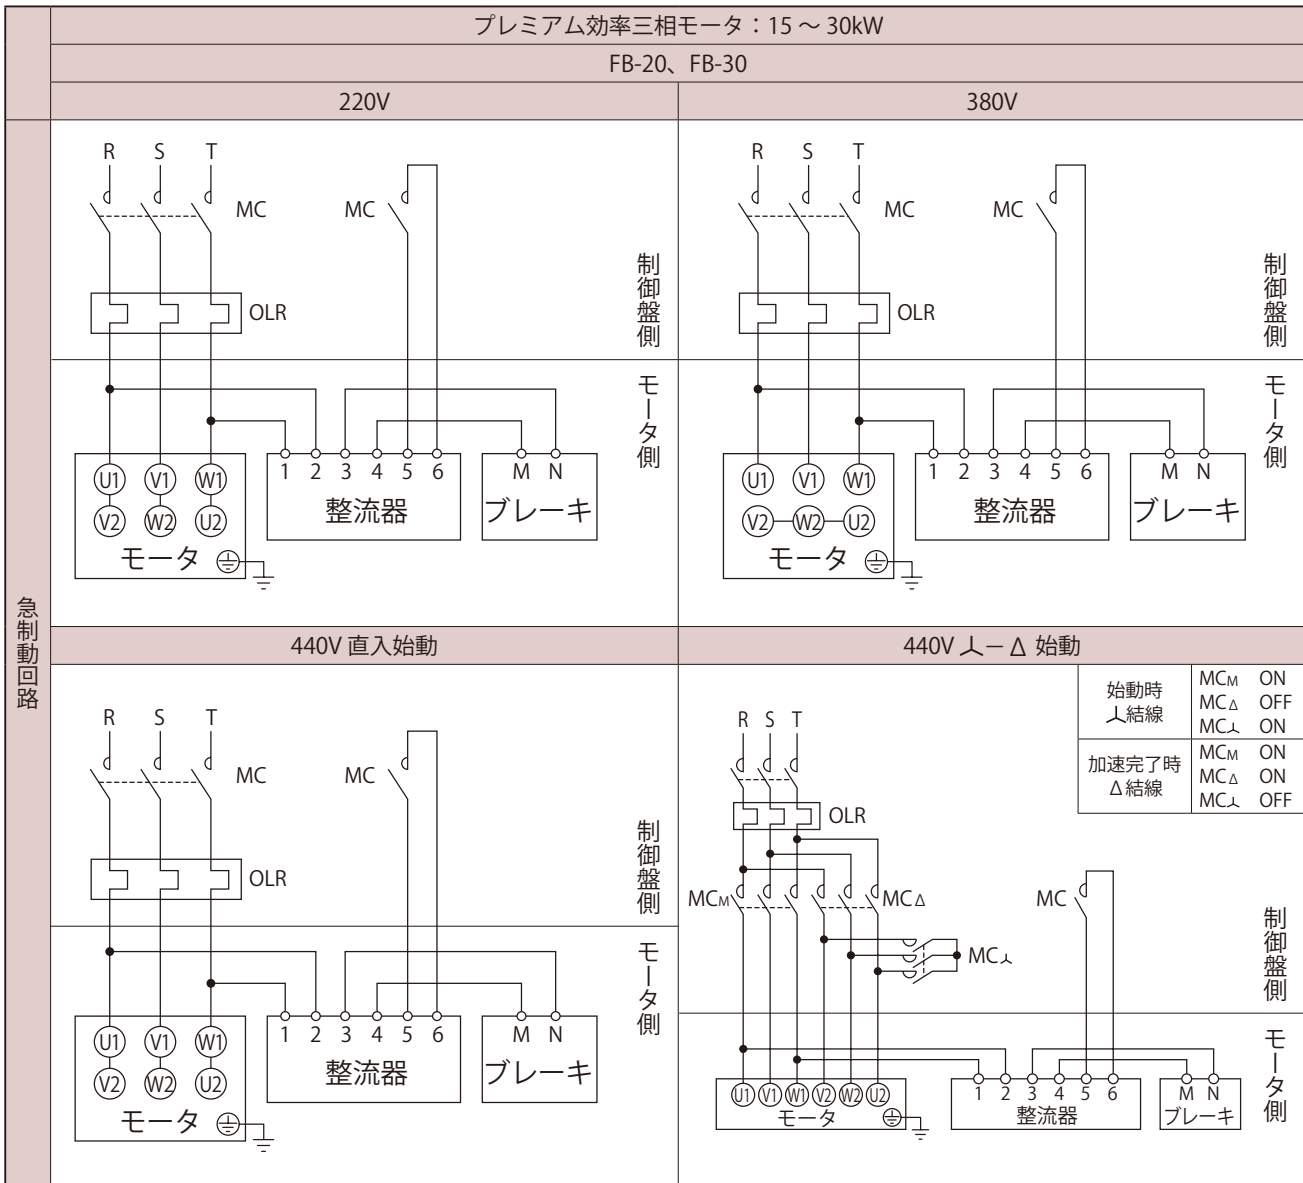 プレミアム効率三相モータ：15 ～ 30kW
FB-20、FB-30
220V
380V
急制動回路
R S T
MC
MC
OLR
制御盤側
モータ側
U1 V1 W1
V2 W2 U2
モータ
1 2 3 4 5 6
整流器
M N
ブレーキ
R S T
MC
MC
OLR
制御盤側
モータ側
U1 V1 W1
V2 W2 U2
モータ
1 2 3 4 5 6
整流器
M N
ブレーキ
440V 直入始動
440V 人－Δ 始動
R S T
MC
MC
OLR
制御盤側
モータ側
U1 V1 W1
V2 W2 U2
モータ
1 2 3 4 5 6
整流器
M N
ブレーキ
始動時
人結線
MCM ON
MCΔ OFF
MC人 ON
加速完了時
Δ結線
MCM ON
MCΔ ON
MC人 OFF
R S T
OLR
MCM
MCΔ
MC人
MC
制御盤側
モータ側
U1 V1 W1 V2 W2 U2
モータ
1 2 3 4 5 6
整流器
M N
ブレーキ